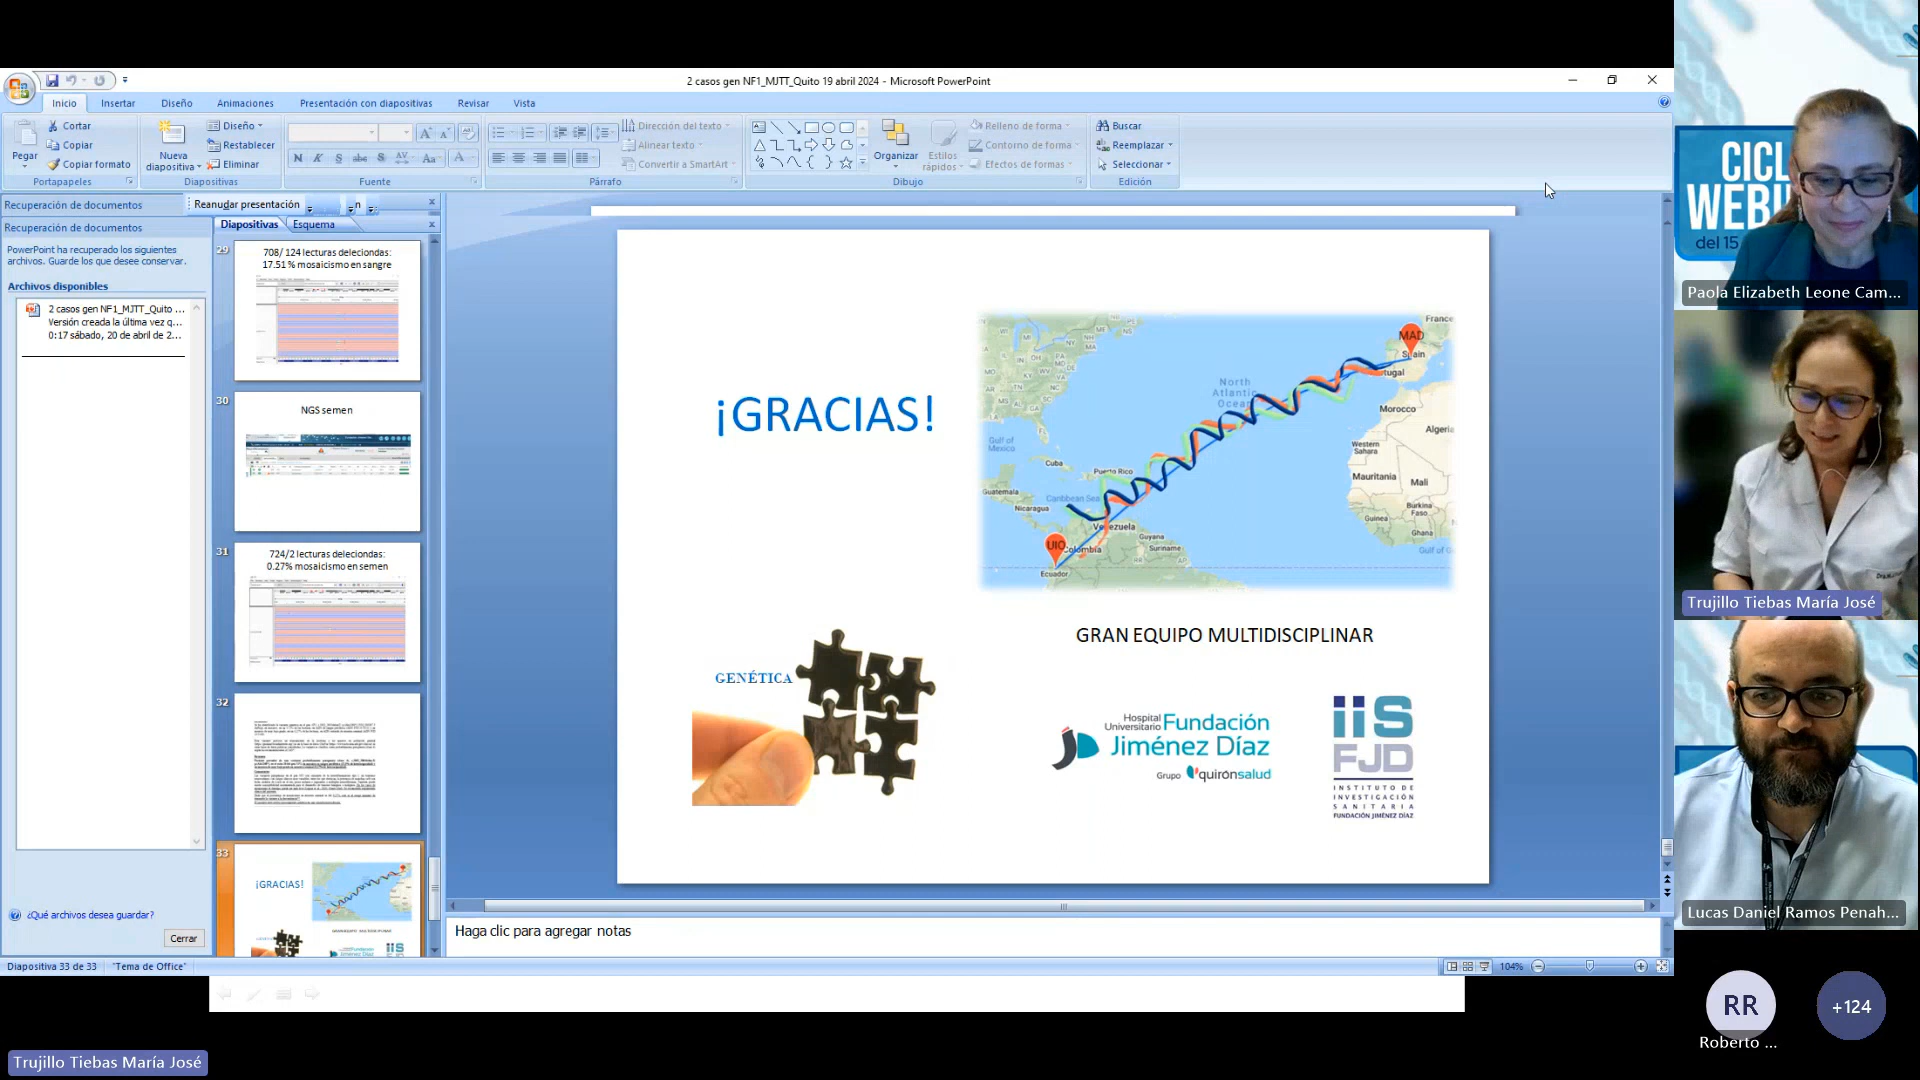 2 casos gen NF1_MJTT_Quito 19 abril 2024 - Microsoft PowerPoint
Inicio
Insertar
Diseño
Animaciones
Presentación con diapositivas
Revisar
Vista
Pegar
Cortar
Copiar
Copiar formato
Portapapeles
Nueva diapositiva
Diseño
Restablecer
Eliminar
Diapositivas
N K S abc S AV Aa A
Fuente
Dirección del texto
Alinear texto
Convertir a SmartArt
Párrafo
Organizar
Estilos rápidos
Relleno de forma
Contorno de forma
Efectos de formas
Dibujo
Buscar
Reemplazar
Seleccionar
Edición
Recuperación de documentos
Reanudar presentación
Recuperación de documentos
PowerPoint ha recuperado los siguientes
archivos. Guarde los que desee conservar.
Archivos disponibles
2 casos gen NF1_MJTT_Quito ...
Versión creada la última vez q...
0:17 sábado, 20 de abril de 2...
¿Qué archivos desea guardar?
Cerrar
Diapositivas
Esquema
29
708/ 124 lecturas deleciondas:
17.51% mosaicismo en sangre
30
NGS semen
31
724/2 lecturas deleciondas:
0.27% mosaicismo en semen
32
33
¡GRACIAS!
GENÉTICA
¡GRACIAS!
North
Atlantic
Ocean
France
MAD
Spain
Portugal
Morocco
Algeria
Western
Sahara
Mauritania
Mali
Burkina
Faso
Guinea
Ghana
Gulf of G
Gulf of
Mexico
Cuba
Puerto Rico
Guatemala
Caribbean Sea
Nicaragua
Venezuela
Guyana
Suriname
UIO
Colombia
Ecuador
GRAN EQUIPO MULTIDISCIPLINAR
GENÉTICA
Hospital
Universitario
Fundación
Jiménez Díaz
Grupo quirónsalud
iiS
FJD
INSTITUTO DE
INVESTIGACIÓN
SANITARIA
FUNDACIÓN JIMÉNEZ DÍAZ
Haga clic para agregar notas
Diapositiva 33 de 33
"Tema de Office"
104%
Trujillo Tiebas María José
CICL
WEBI
del 15
Paola Elizabeth Leone Cam...
Trujillo Tiebas María José
Lucas Daniel Ramos Penah...
RR
Roberto ...
+124